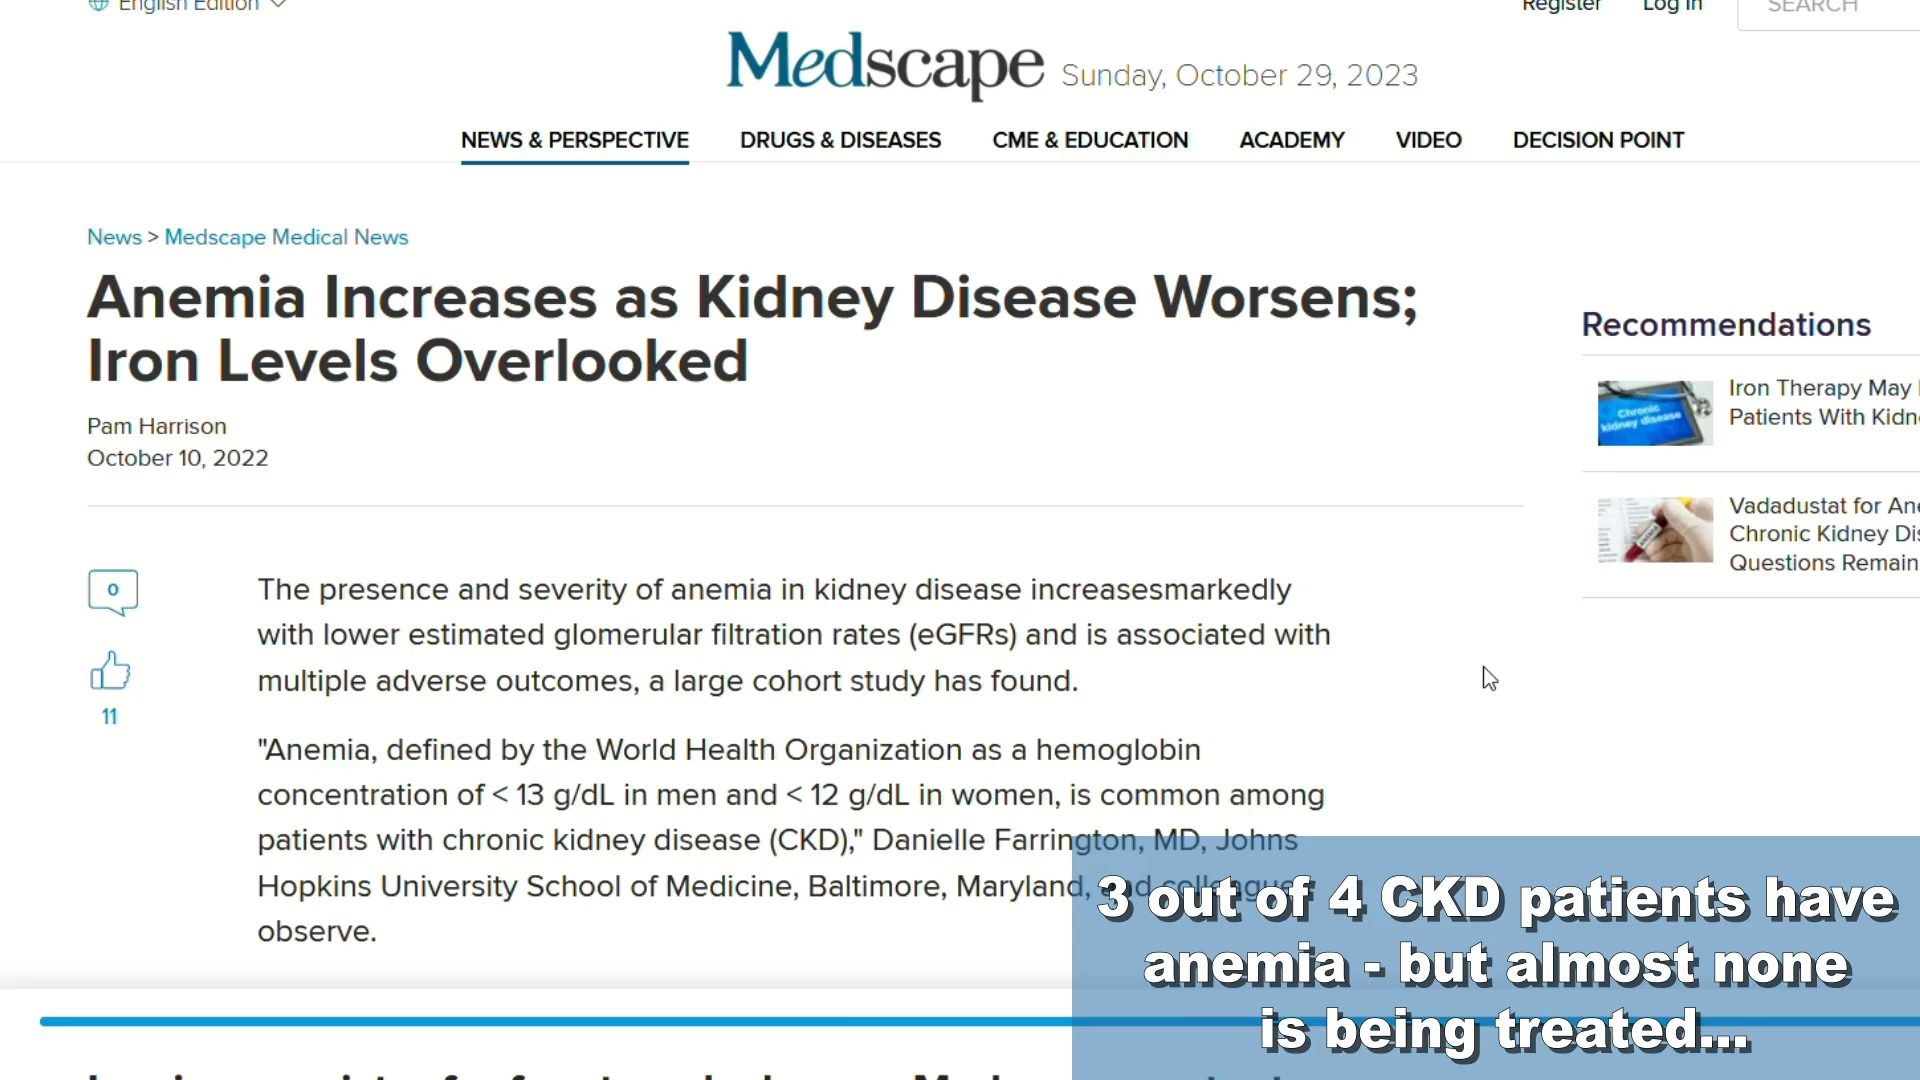 English Edition
Register Log In SEARCH
Medscape Sunday, October 29, 2023
NEWS & PERSPECTIVE DRUGS & DISEASES CME & EDUCATION ACADEMY VIDEO DECISION POINT
News > Medscape Medical News
Anemia Increases as Kidney Disease Worsens;
Iron Levels Overlooked
Pam Harrison
October 10, 2022
Recommendations
Chronic
kidney disease
Iron Therapy May
Patients With
Vadadustat for
Chronic Kidney
Questions Remain
0
11
The presence and severity of anemia in kidney disease increasesmarkedly
with lower estimated glomerular filtration rates (eGFRs) and is associated with
multiple adverse outcomes, a large cohort study has found.
"Anemia, defined by the World Health Organization as a hemoglobin
concentration of < 13 g/dL in men and < 12 g/dL in women, is common among
patients with chronic kidney disease (CKD)," Danielle Farrington, MD, Johns
Hopkins University School of Medicine, Baltimore, Maryland, and colleagues
observe.
3 out of 4 CKD patients have
anemia - but almost none
is being treated...